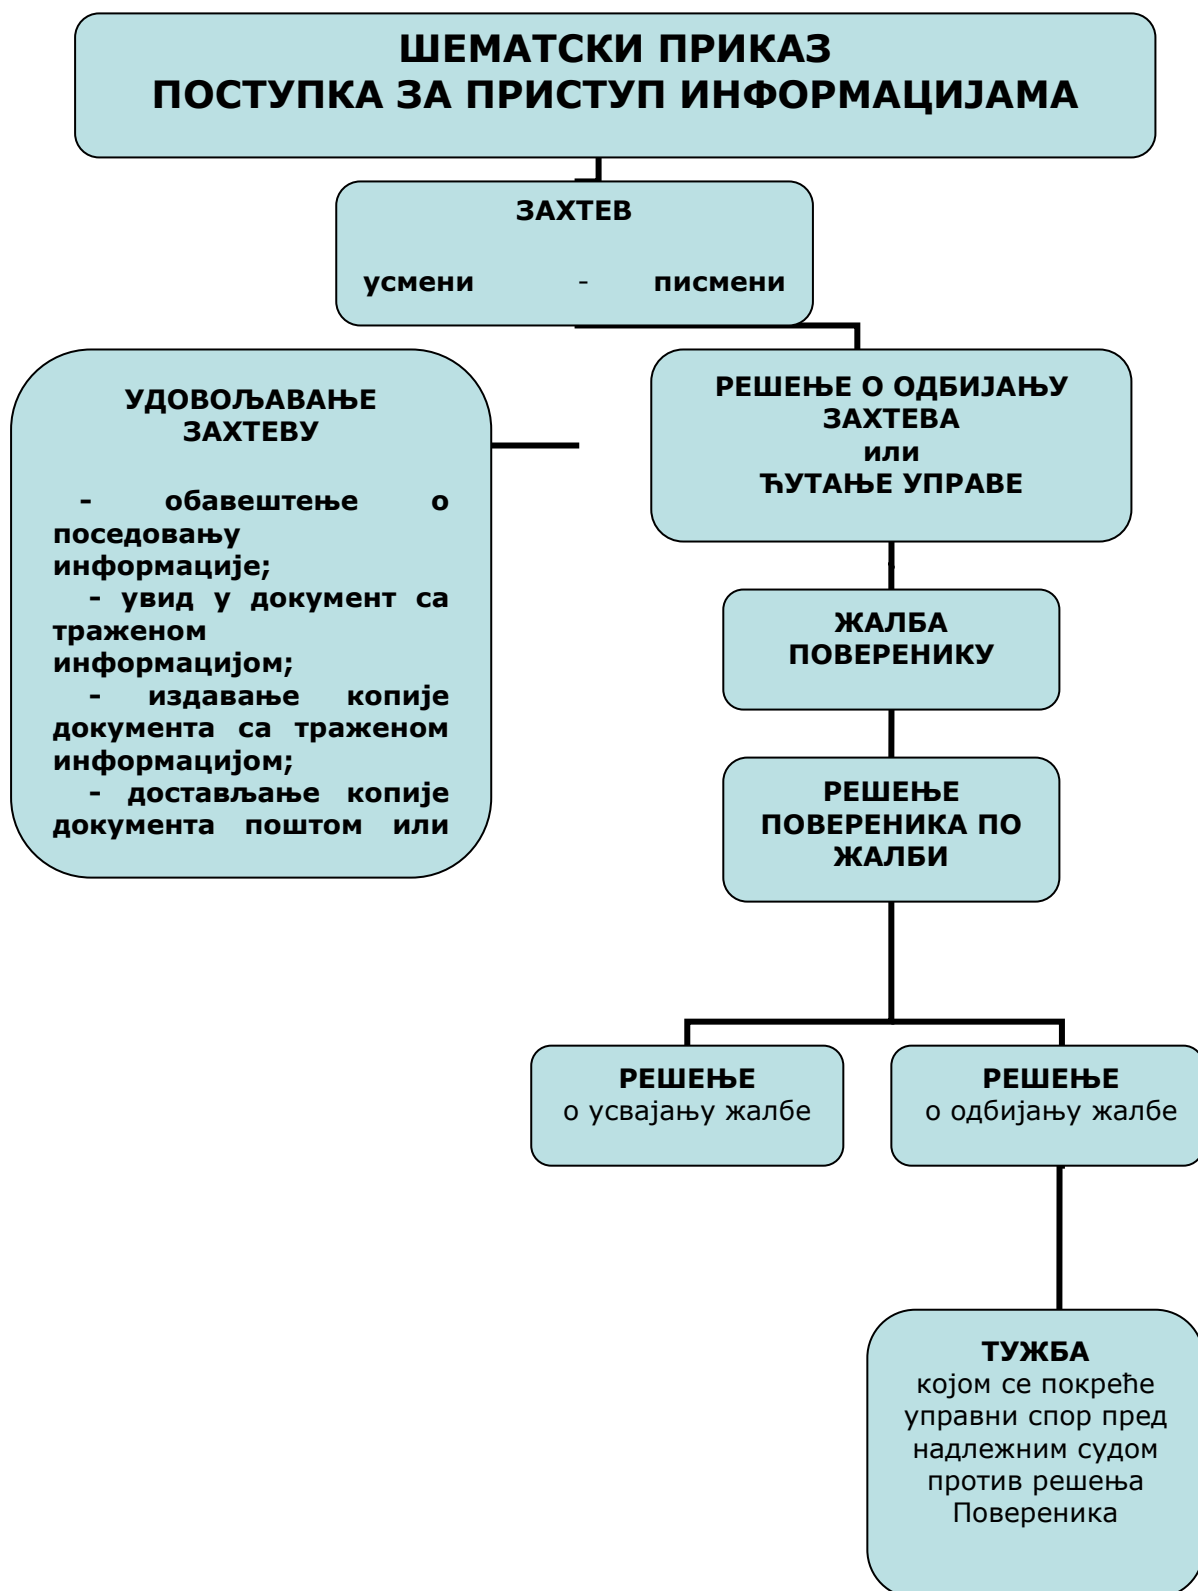 ШЕМАТСКИ ПРИКАЗ
ПОСТУПКА ЗА ПРИСТУП ИНФОРМАЦИЈАМА
ЗАХТЕВ
усмени - писмени
УДОВОЉАВАЊЕ
ЗАХТЕВУ
- обавештење о
поседовању
информације;
- увид у документ са
траженом
информацијом;
- издавање копије
документа са траженом
информацијом;
- достављање копије
документа поштом или
РЕШЕЊЕ О ОДБИЈАЊУ
ЗАХТЕВА
или
ЋУТАЊЕ УПРАВЕ
ЖАЛБА
ПОВЕРЕНИКУ
РЕШЕЊЕ
ПОВЕРЕНИКА ПО
ЖАЛБИ
РЕШЕЊЕ
о усвајању жалбе
РЕШЕЊЕ
о одбијању жалбе
ТУЖБА
којом се покреће
управни спор пред
надлежним судом
против решења
Повереника